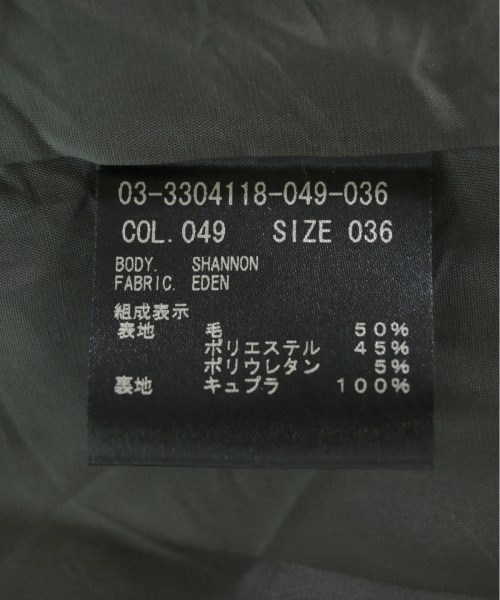 03-3304118-049-036
COL. 049 SIZE 036
BODY. SHANNON
FABRIC. EDEN
組成表示
表地 毛 50%
ポリエステル 45%
ポリウレタン 5%
裏地 キュプラ 100%